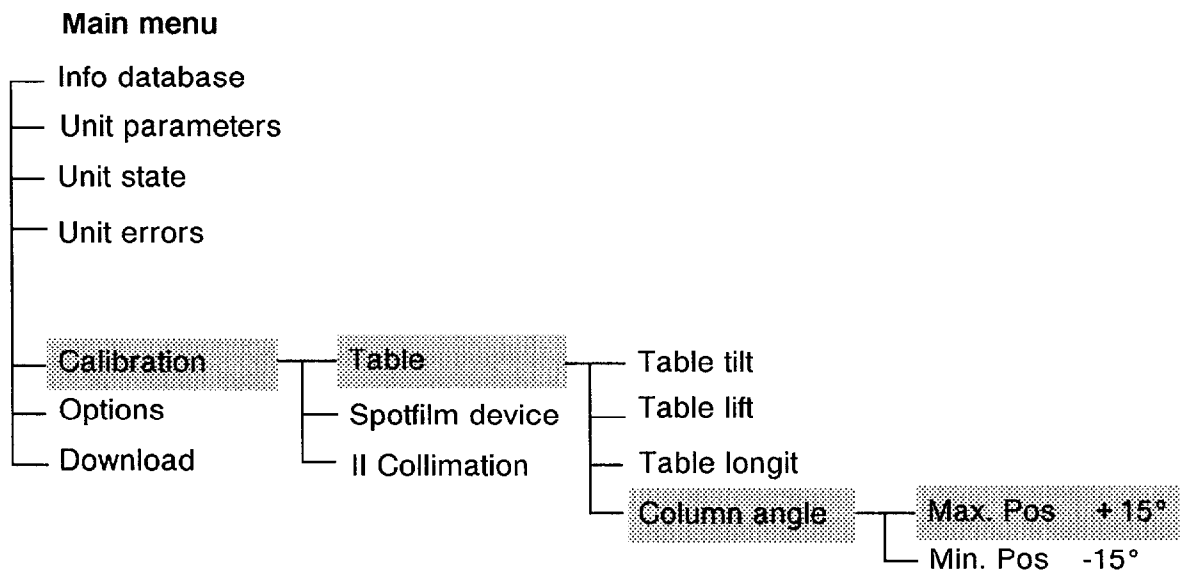 Main menu
Info database
Unit parameters
Unit state
Unit errors
Calibration
Options
Download
Table
Spotfilm device
II Collimation
Table tilt
Table lift
Table longit
Column angle
Max. Pos +15°
Min. Pos -15°